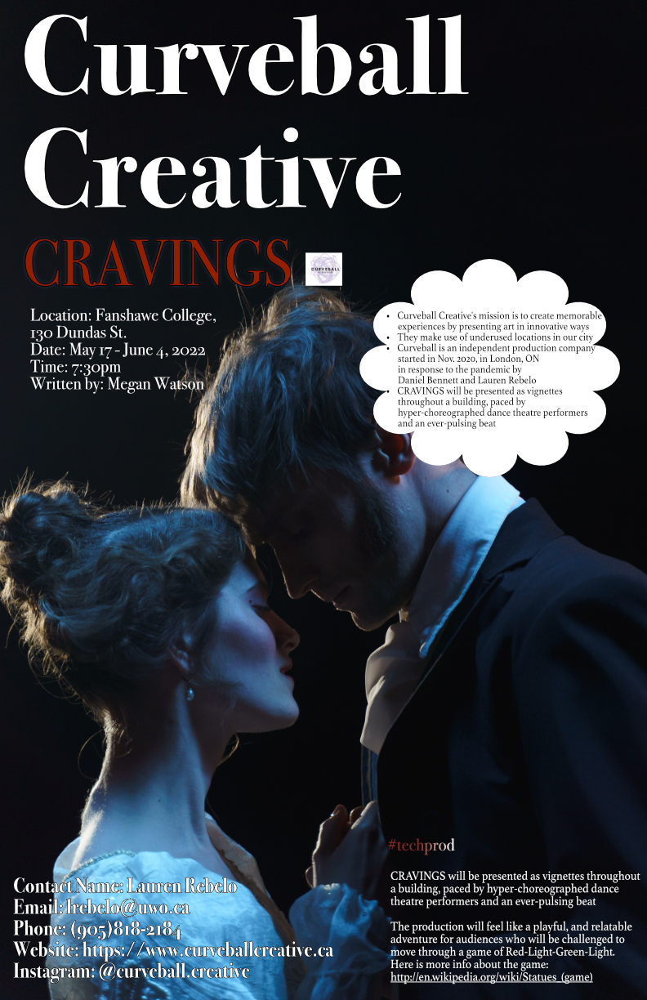 Curveball
Creative
CRAVINGS
CURVEBALL
Location: Fanshawe College,
130 Dundas St.
Date: May 17 - June 4, 2022
Time: 7:30pm
Written by: Megan Watson
• Curveball Creative's mission is to create memorable
experiences by presenting art in innovative ways
• They make use of underused locations in our city
• Curveball is an independent production company
started in Nov. 2020, in London, ON
in response to the pandemic by
Daniel Bennett and Lauren Rebelo
• CRAVINGS will be presented as vignettes
throughout a building, paced by
hyper-choreographed dance theatre performers
and an ever-pulsing beat
#techprod
CRAVINGS will be presented as vignettes throughout
a building, paced by hyper-choreographed dance
theatre performers and an ever-pulsing beat
The production will feel like a playful, and relatable
adventure for audiences who will be challenged to
move through a game of Red-Light-Green-Light.
Here is more info about the game:
http://en.wikipedia.org/wiki/Statues_(game)
Contact Name: Lauren Rebelo
Email: lrebelo@uwo.ca
Phone: (905)818-2184
Website: https://www.curveballcreative.ca
Instagram: @curveball.creative